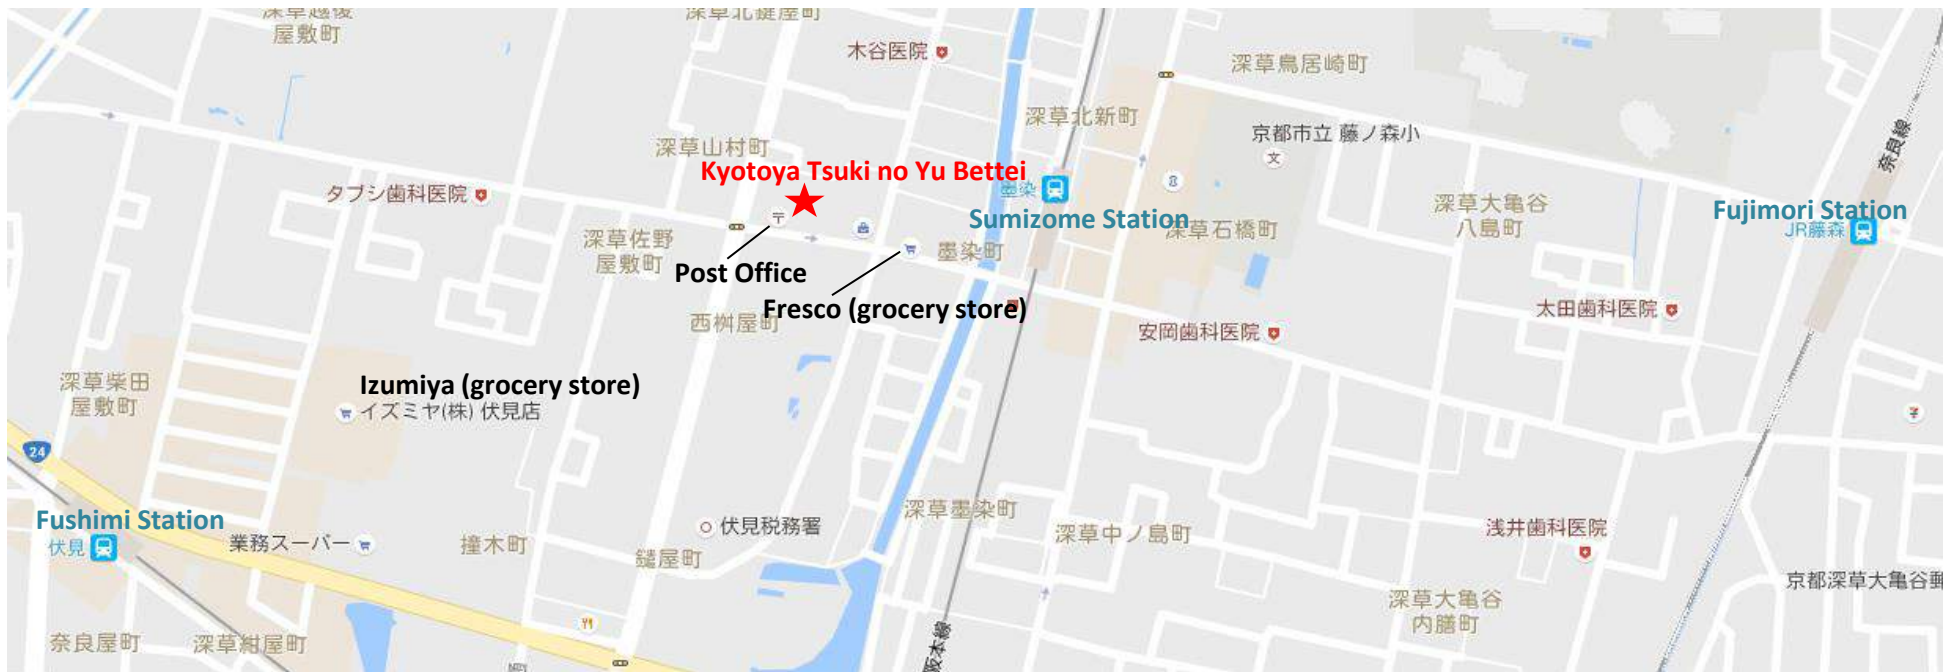 深草越後
屋敷町
深草北鍵屋町
木谷医院
深草鳥居崎町
深草北新町
京都市立 藤ノ森小
文
奈良線
深草山村町
Kyotoya Tsuki no Yu Bettei
タブシ歯科医院
墨染
Sumizome Station
深草石橋町
深草大亀谷
八島町
Fujimori Station
JR藤森
〒
深草佐野
屋敷町
墨染町
Post Office
Fresco (grocery store)
西桝屋町
安岡歯科医院
太田歯科医院
深草柴田
屋敷町
Izumiya (grocery store)
イズミヤ(株) 伏見店
24
Fushimi Station
伏見
業務スーパー
撞木町
鑓屋町
伏見税務署
深草墨染町
深草中ノ島町
浅井歯科医院
京都深草大亀谷郵
深草大亀谷
内膳町
奈良屋町
深草紺屋町
阪本線